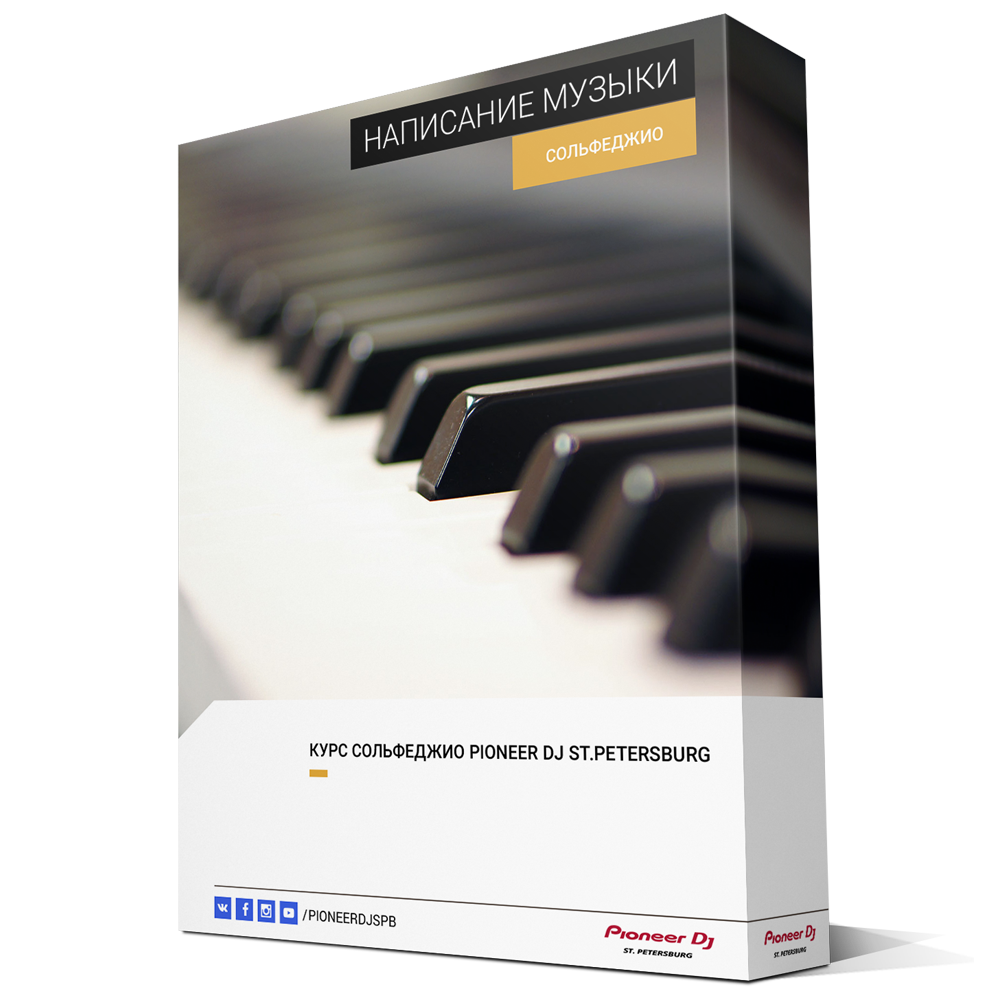 НАПИСАНИЕ МУЗЫКИ
СОЛЬФЕДЖИО
КУРС СОЛЬФЕДЖИО PIONEER DJ ST.PETERSBURG
/PIONEERDJSPB
Pioneer Dj
ST. PETERSBURG
Pioneer Dj
ST. PETERSBURG